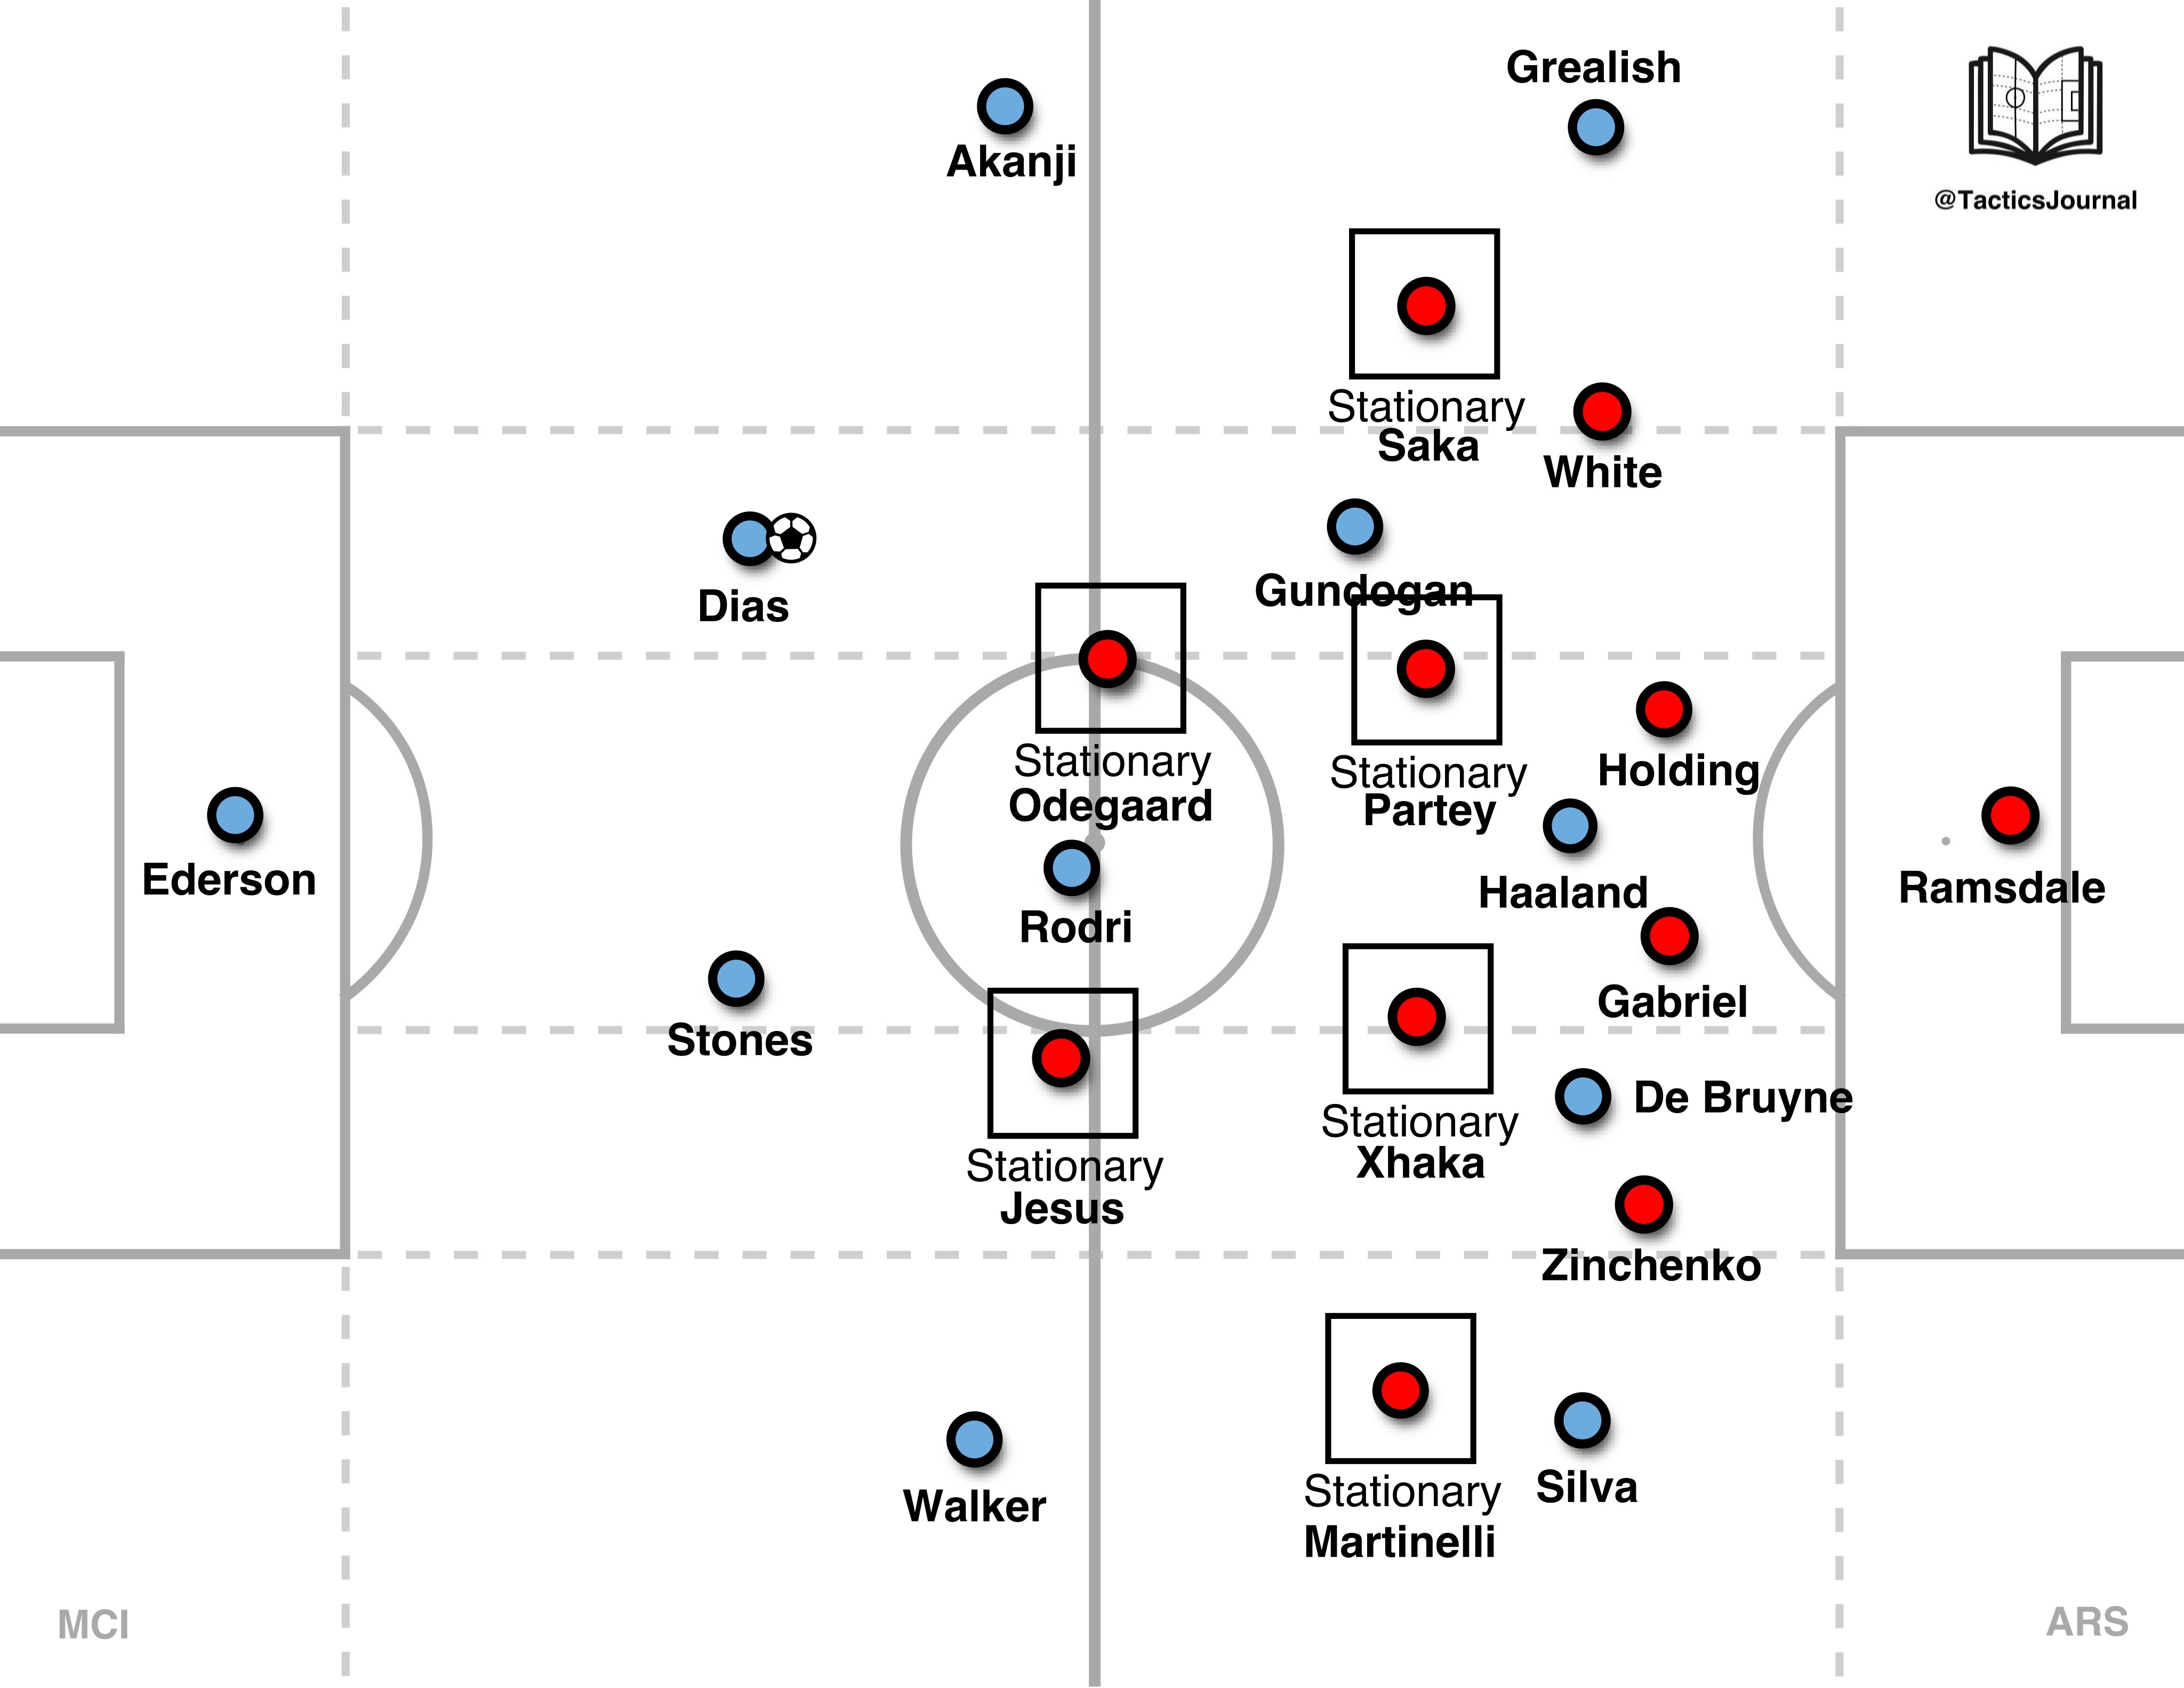 Grealish
@TacticsJournal
Akanji
Stationary
Saka
White
Gundogan
Dias
Stationary
Odegaard
Stationary
Partey
Holding
Ederson
Haaland
Ramsdale
Rodri
Gabriel
Stones
De Bruyne
Stationary
Xhaka
Stationary
Jesus
Zinchenko
Walker
Silva
Stationary
Martinelli
MCI
ARS